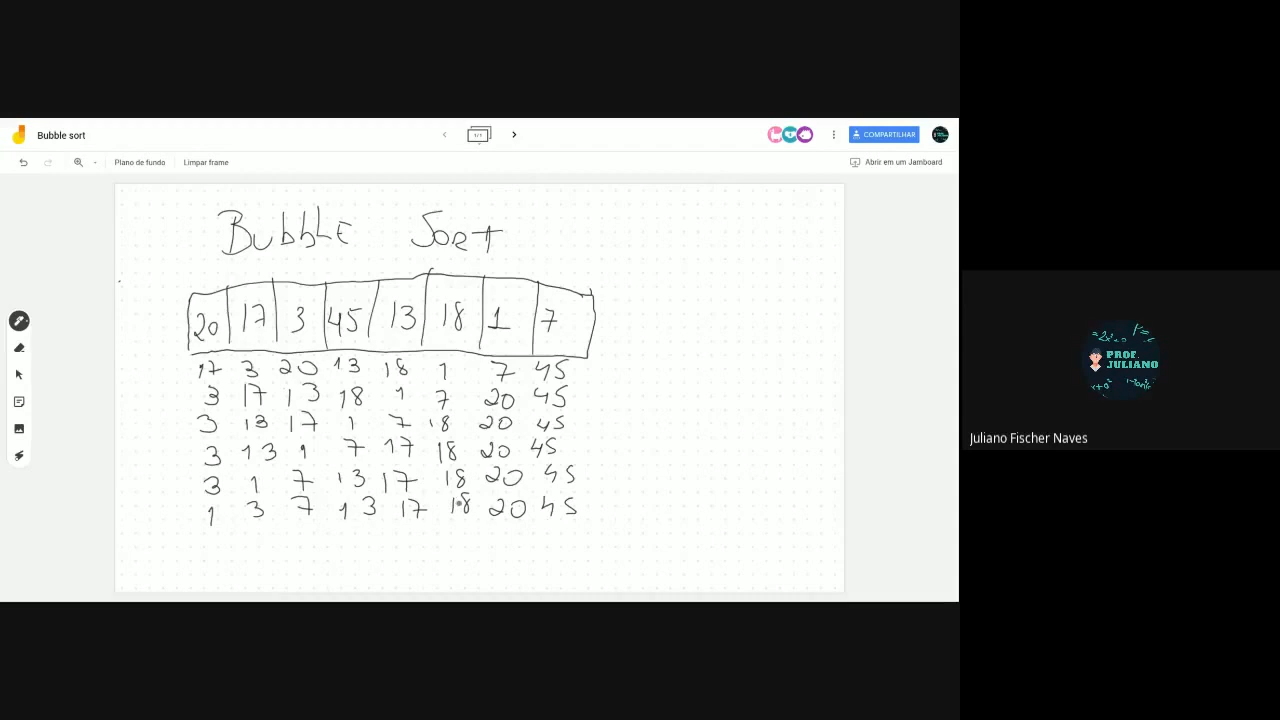 Bubble sort
1/1
COMPARTILHAR
Plano de fundo
Limpar frame
Abrir em um Jamboard
BubbLE SorT
20 17 3 45 13 18 1 7
17 3 20 13 18 1 7 45
3 17 13 18 1 7 20 45
3 13 17 1 7 18 20 45
3 13 1 7 17 18 20 45
3 1 7 13 17 18 20 45
1 3 7 13 17 18 20 45
PROF.
JULIANO
Juliano Fischer Naves